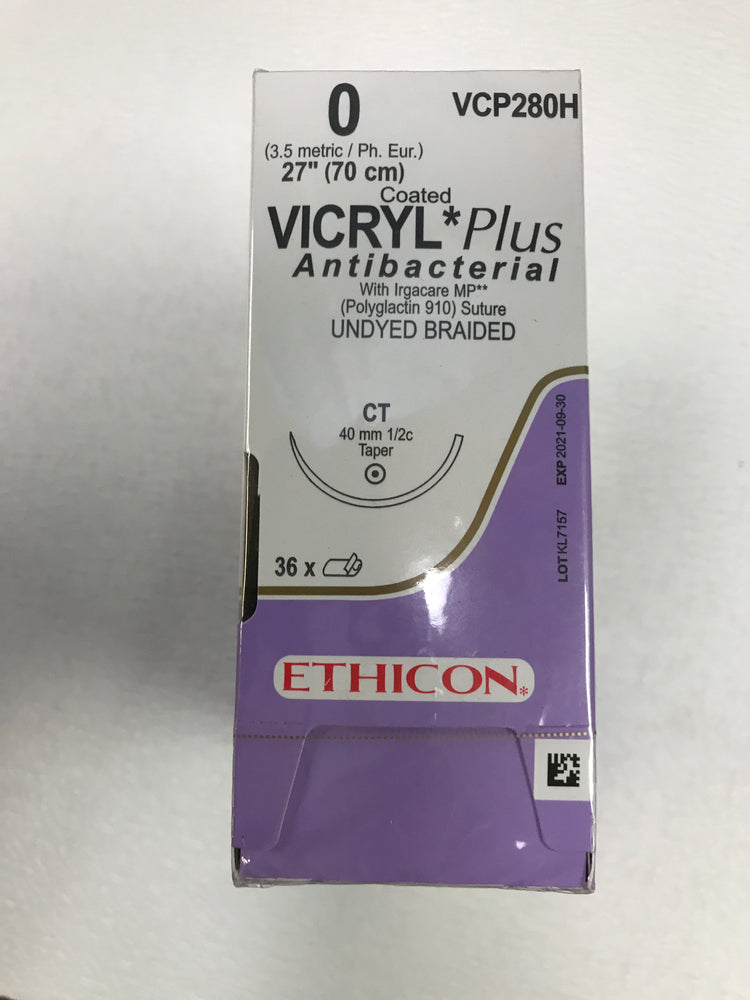 0
VCP280H
(3.5 metric / Ph. Eur.)
27" (70 cm)
Coated
VICRYL*Plus
Antibacterial
With Irgacare MP**
(Polyglactin 910) Suture
UNDYED BRAIDED
CT
40 mm 1/2c
Taper
36 x
LOT KL7157 EXP 2021-09-30
ETHICON*